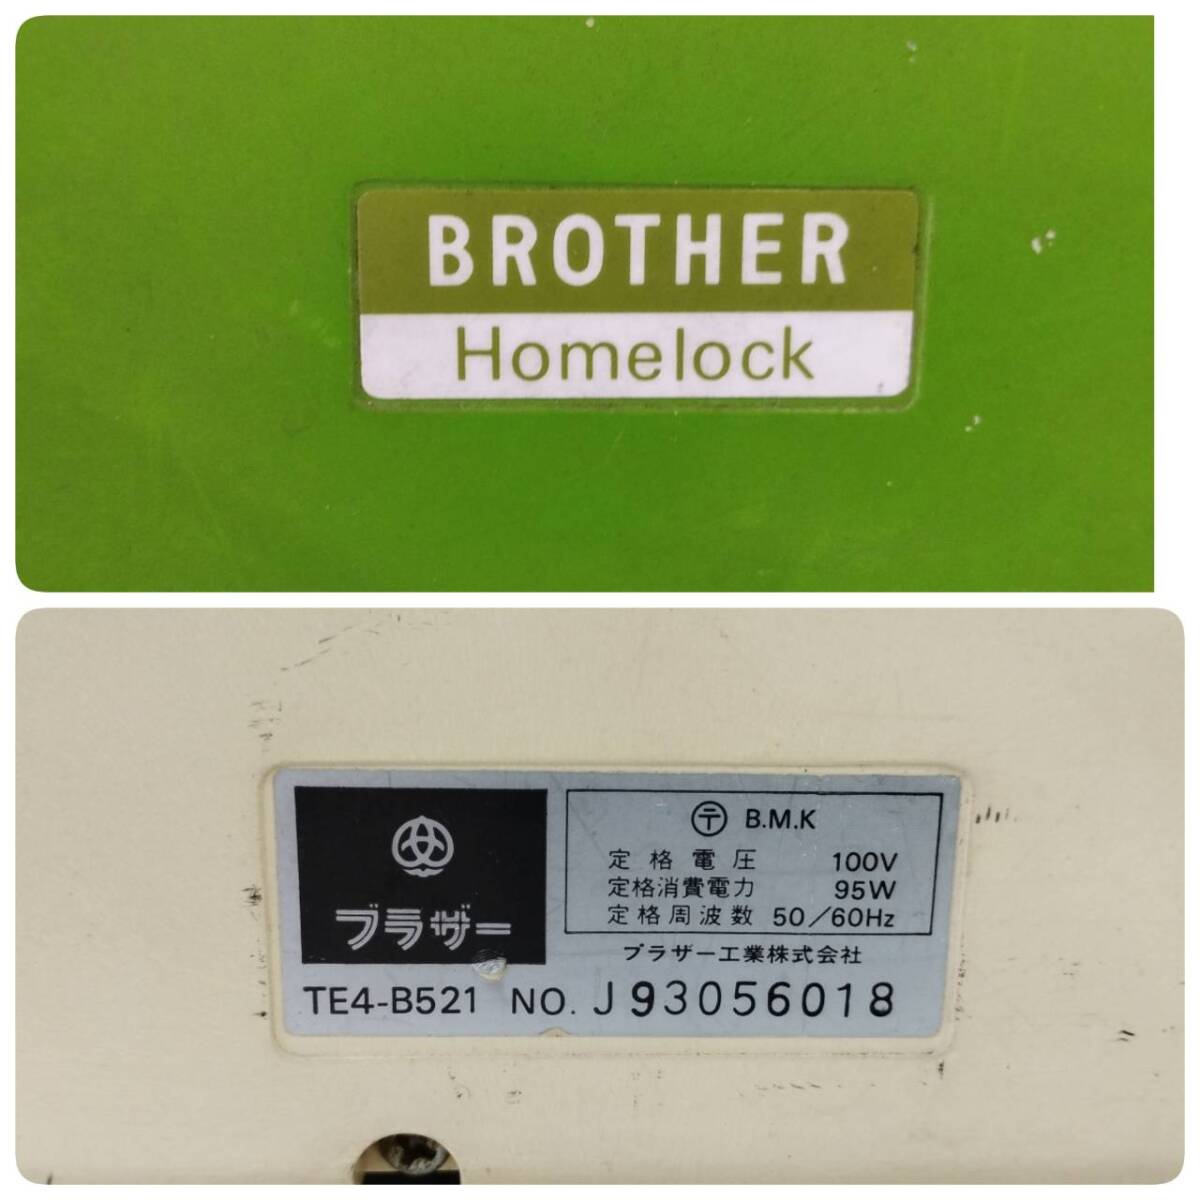 BROTHER
Homelock
ブラザー
〒 B.M.K
定格電圧 100V
定格消費電力 95W
定格周波数 50/60Hz
ブラザー工業株式会社
TE4-B521 NO. J93056018